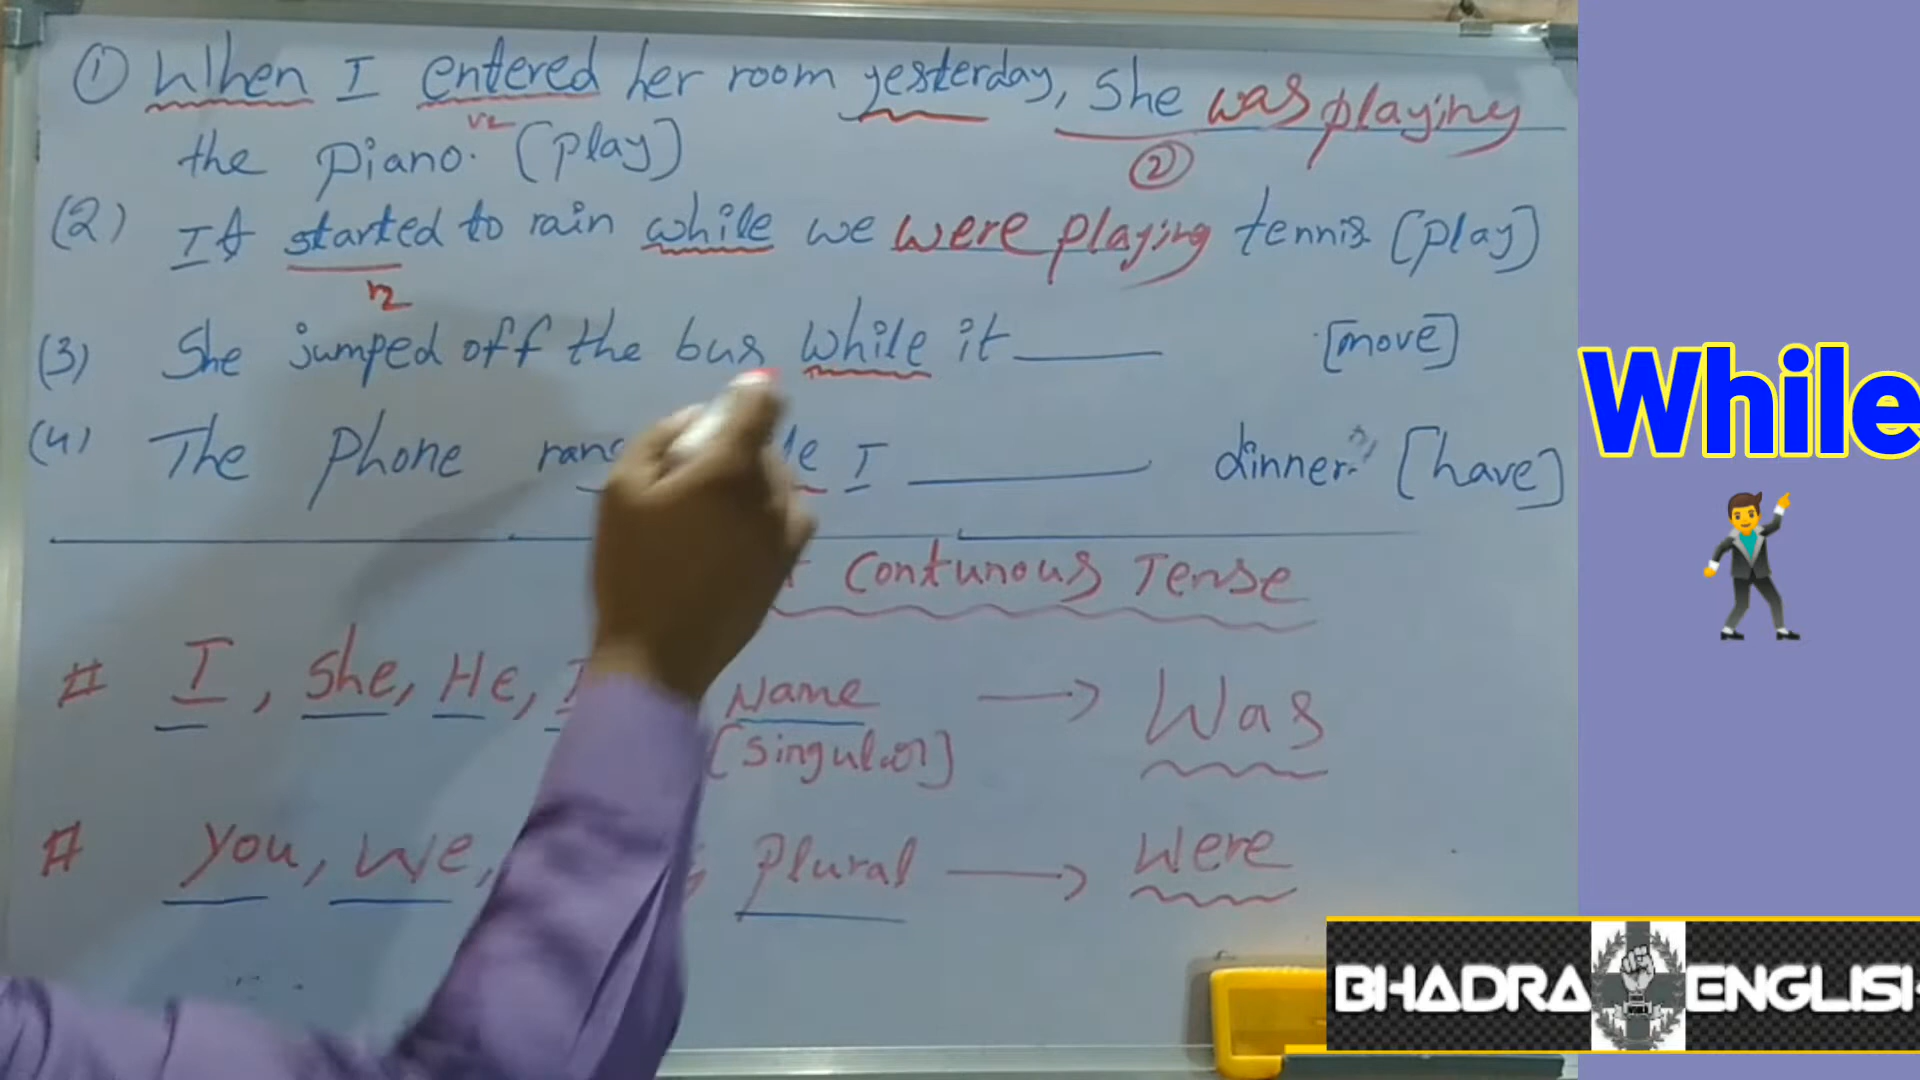 ① When I entered her room yesterday, She was playing
v2
the piano. (play)
②
(2) It started to rain while we were playing tennis (play)
v2
(3) She jumped off the bus while it ______ [move]
(4) The phone I ______ dinner. [have]
Contunous Tense
# I, She, He, Name → Was
[Singular]
# You, We, Plural → Were
While
BHADRA ENGLISH
WORLD